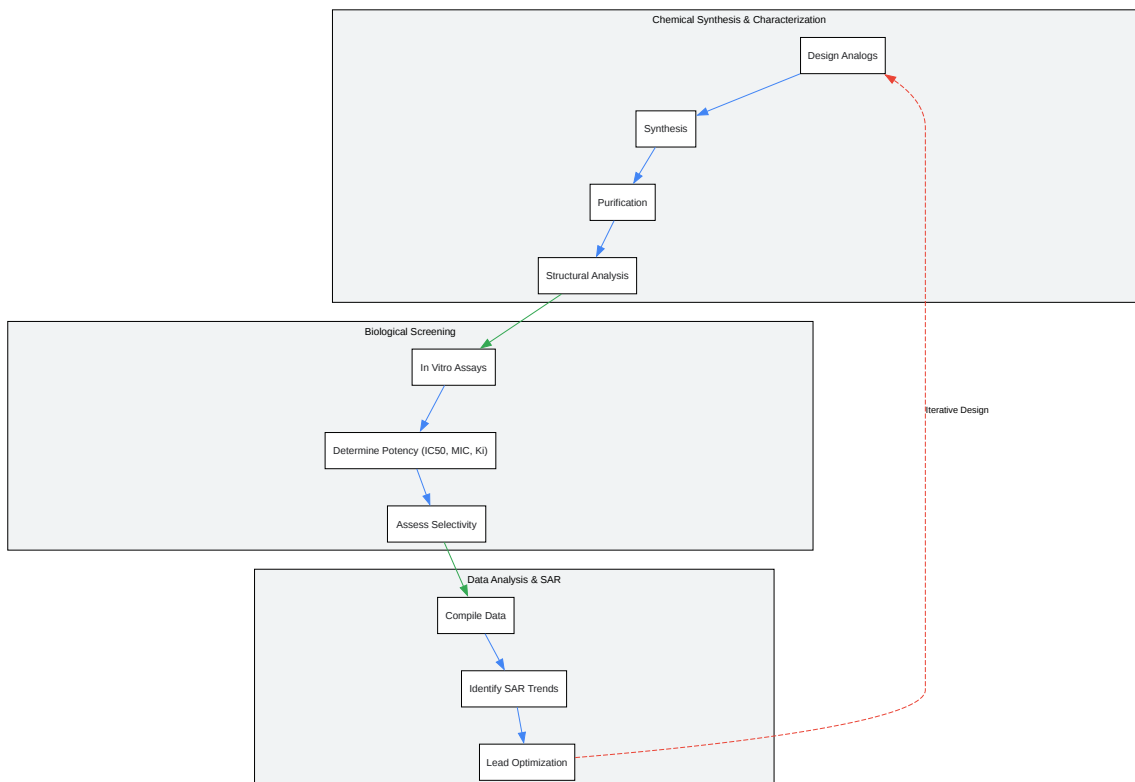 Chemical Synthesis & Characterization
Design Analogs
Synthesis
Purification
Structural Analysis
Biological Screening
In Vitro Assays
Iterative Design
Determine Potency (IC50, MIC, Ki)
Assess Selectivity
Data Analysis & SAR
Compile Data
Identify SAR Trends
Lead Optimization